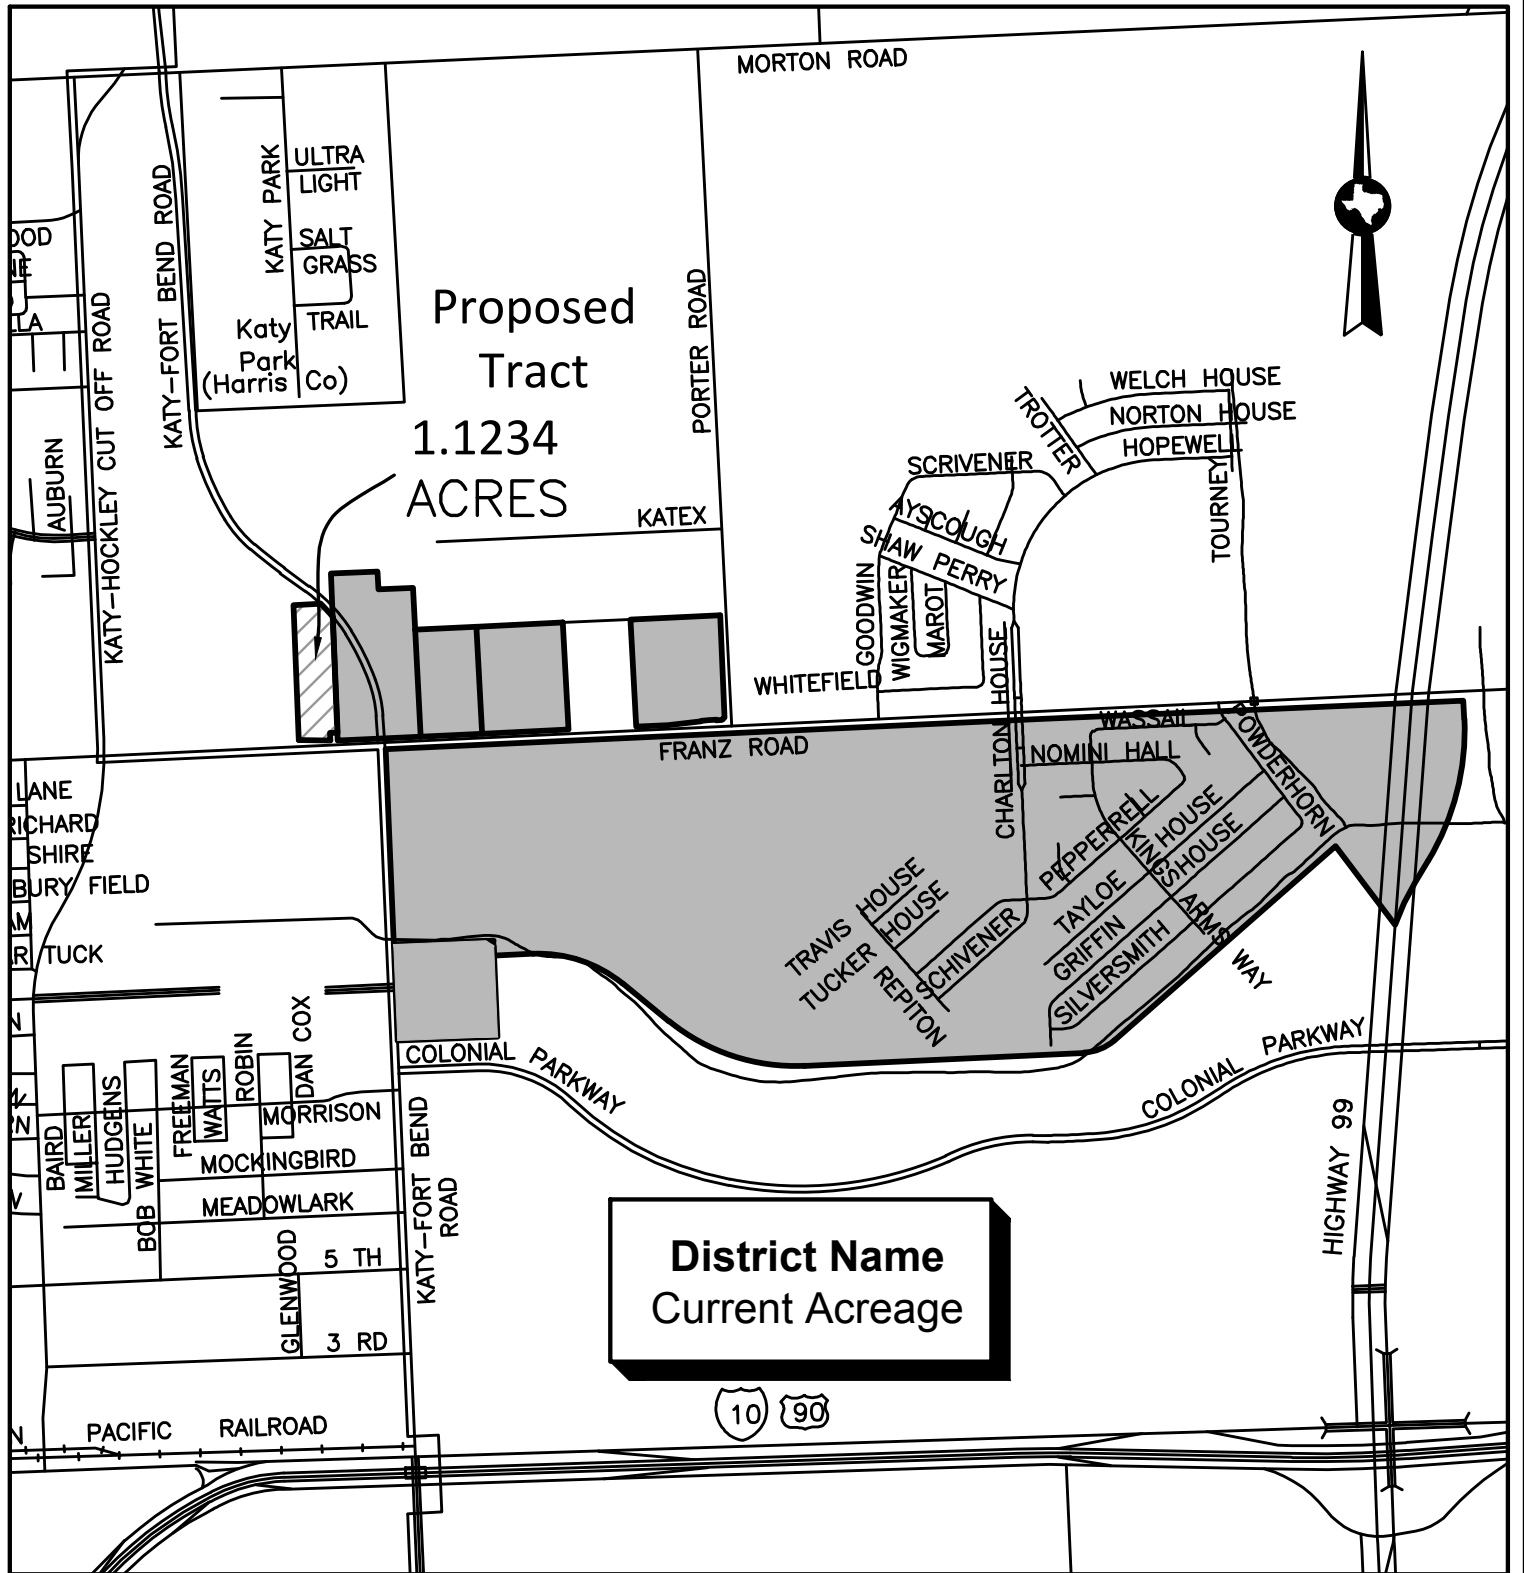 MORTON ROAD
ULTRA
LIGHT
KATY PARK
KATY-FORT BEND ROAD
SALT
GRASS
TRAIL
Katy
Park
(Harris Co)
KATY-HOCKLEY CUT OFF ROAD
AUBURN
Proposed
Tract
1.1234
ACRES
PORTER ROAD
KATEX
WELCH HOUSE
NORTON HOUSE
HOPEWELL
TROTTER
SCRIVENER
AYSCOUGH
SHAW PERRY
TOURNEY
GOODWIN
WIGMAKER
MAROT
WHITEFIELD
CHARLTON HOUSE
FRANZ ROAD
WASSAIL
NOMINI HALL
POWDERHORN
PEPPERRELL
KINGS ARMS WAY
TAYLOE HOUSE
GRIFFIN HOUSE
SILVERSMITH
TRAVIS HOUSE
TUCKER HOUSE
SCHIVENER
REPITON
LANE
RICHARD
SHIRE
BURY FIELD
AM
AR TUCK
COLONIAL PARKWAY
COLONIAL PARKWAY
DAN COX
ROBIN
WATTS
FREEMAN
MORRISON
HUDGENS
MILLER
BAIRD
BOB WHITE
MOCKINGBIRD
MEADOWLARK
KATY-FORT BEND
ROAD
GLENWOOD
5 TH
3 RD
HIGHWAY 99
District Name
Current Acreage
10
90
PACIFIC RAILROAD